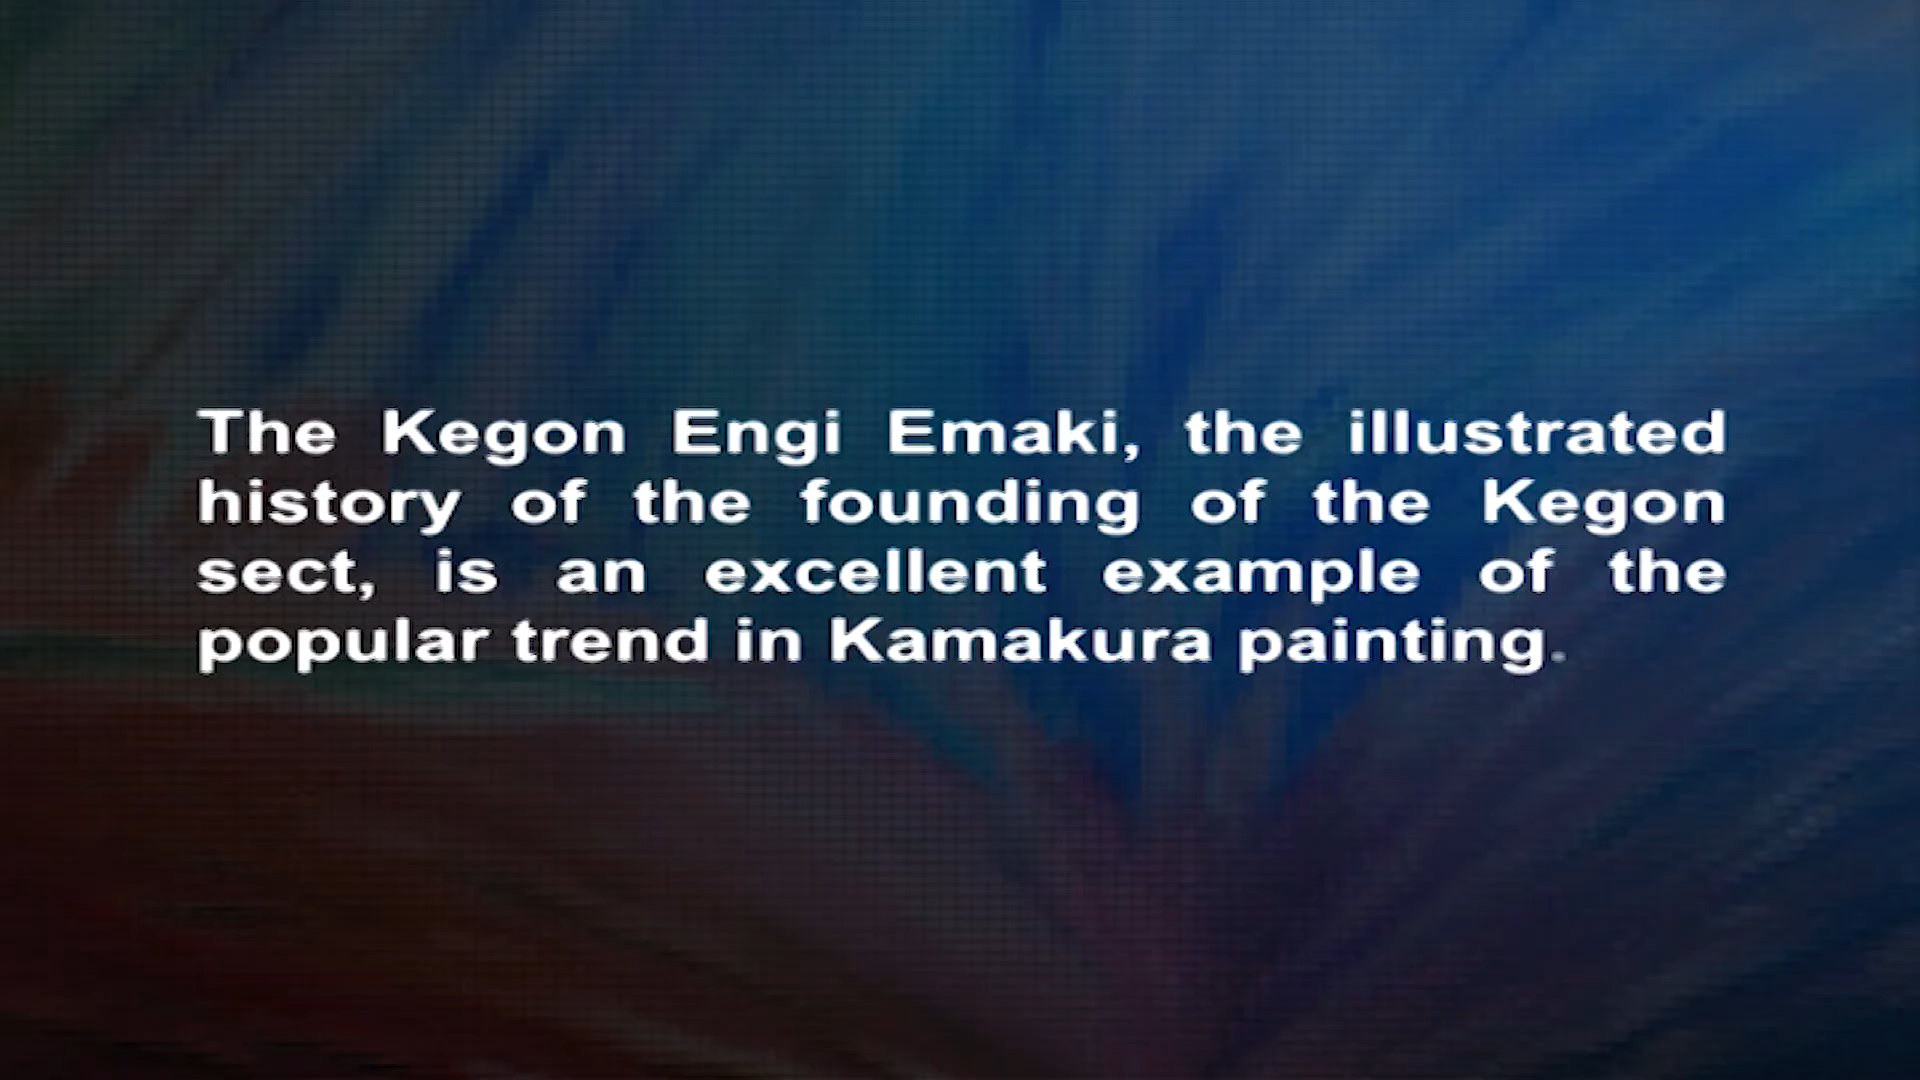 The Kegon Engi Emaki, the illustrated
history of the founding of the Kegon
sect, is an excellent example of the
popular trend in Kamakura painting.